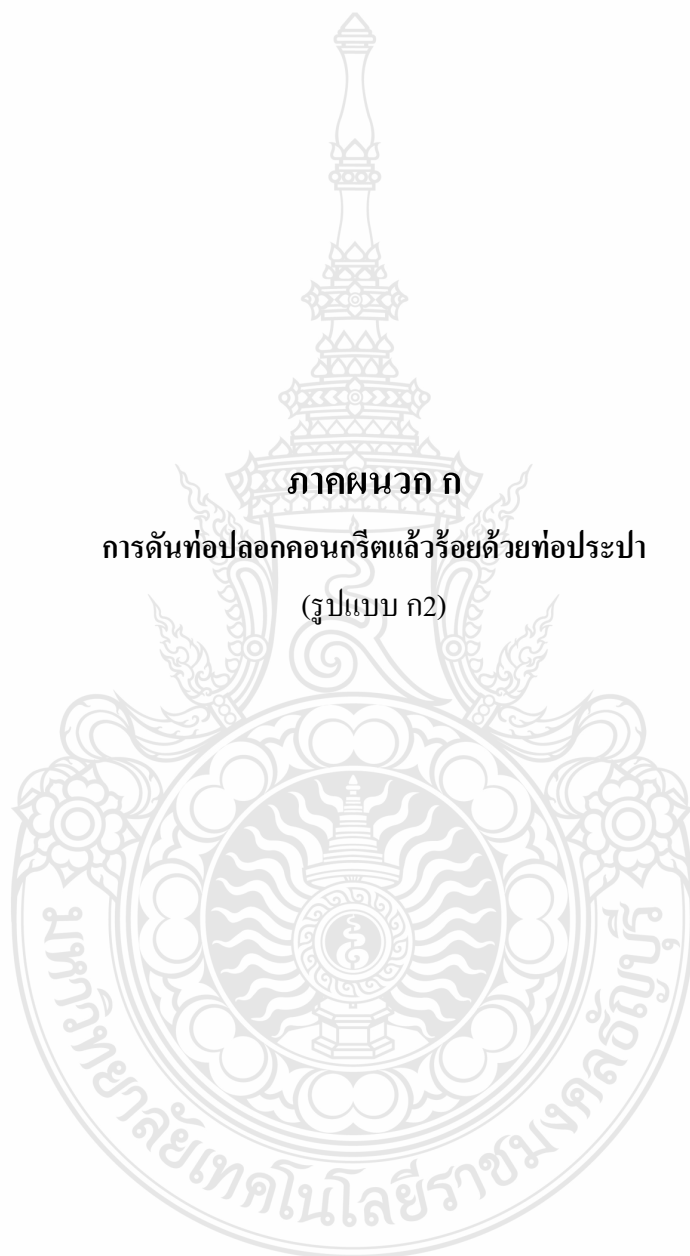 ภาคผนวก ก
การดันท่อปลอกคอนกรีตแล้วร้อยด้วยท่อประปา
(รูปแบบ ก2)
มหาวิทยาลัยเทคโนโลยีราชมงคลธัญบุรี